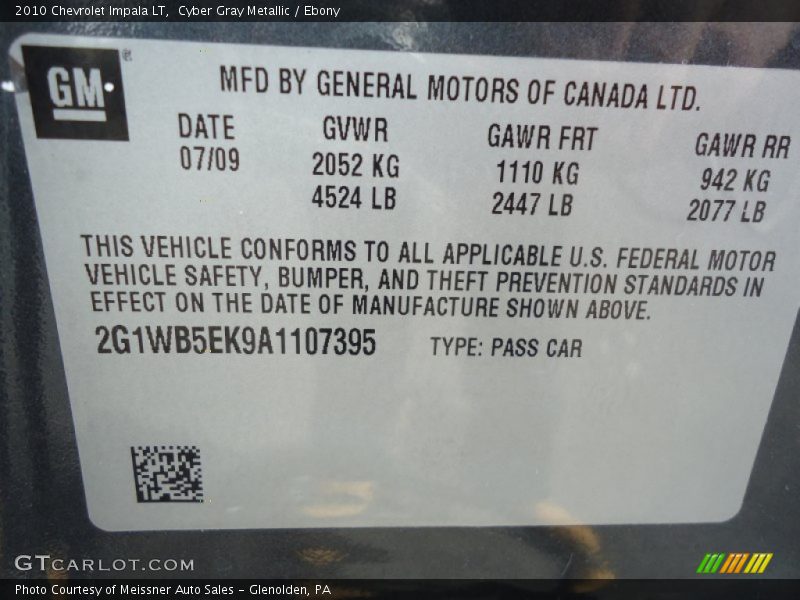 2010 Chevrolet Impala LT, Cyber Gray Metallic / Ebony
GM ®
MFD BY GENERAL MOTORS OF CANADA LTD.
DATE GVWR GAWR FRT GAWR RR
07/09 2052 KG 1110 KG 942 KG
4524 LB 2447 LB 2077 LB
THIS VEHICLE CONFORMS TO ALL APPLICABLE U.S. FEDERAL MOTOR
VEHICLE SAFETY, BUMPER, AND THEFT PREVENTION STANDARDS IN
EFFECT ON THE DATE OF MANUFACTURE SHOWN ABOVE.
2G1WB5EK9A1107395 TYPE: PASS CAR
GTCARLOT.COM
Photo Courtesy of Meissner Auto Sales - Glenolden, PA